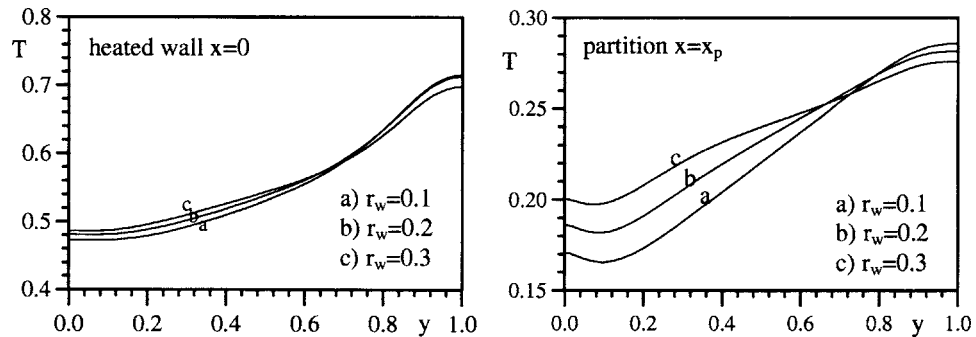 0.8
T
heated wall x=0
0.7
0.6
0.5
0.4
c
b
a
a) r_w=0.1
b) r_w=0.2
c) r_w=0.3
0.0 0.2 0.4 0.6 0.8 y 1.0
0.30
T
partition x=x_p
0.25
0.20
0.15
c
b
a
a) r_w=0.1
b) r_w=0.2
c) r_w=0.3
0.0 0.2 0.4 0.6 0.8 y 1.0